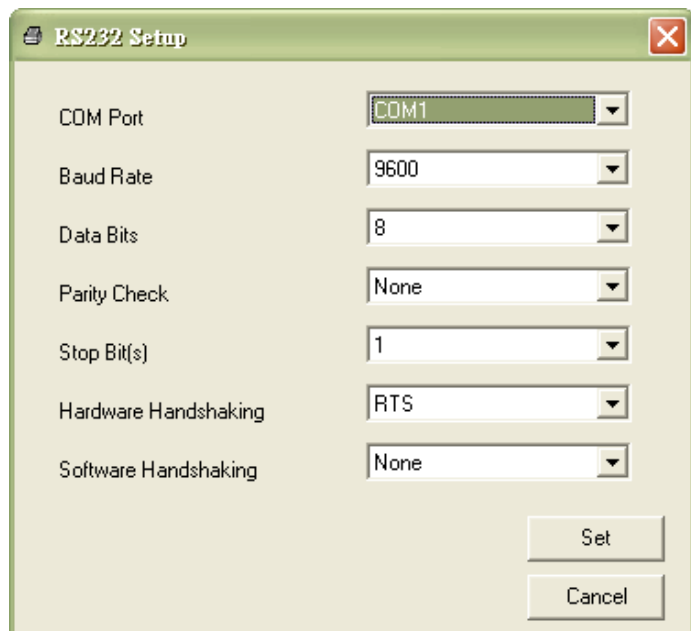 RS232 Setup
COM Port COM1
Baud Rate 9600
Data Bits 8
Parity Check None
Stop Bit(s) 1
Hardware Handshaking RTS
Software Handshaking None
Set
Cancel